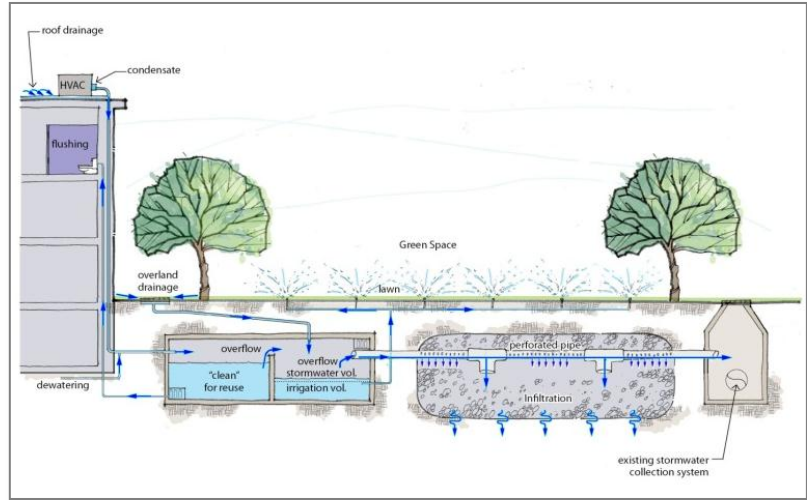 roof drainage
condensate
HVAC
flushing
Green Space
overland
drainage
lawn
overflow
perforated pipe
overflow
stormwater vol.
"clean"
for reuse
irrigation vol.
dewatering
Infiltration
existing stormwater
collection system